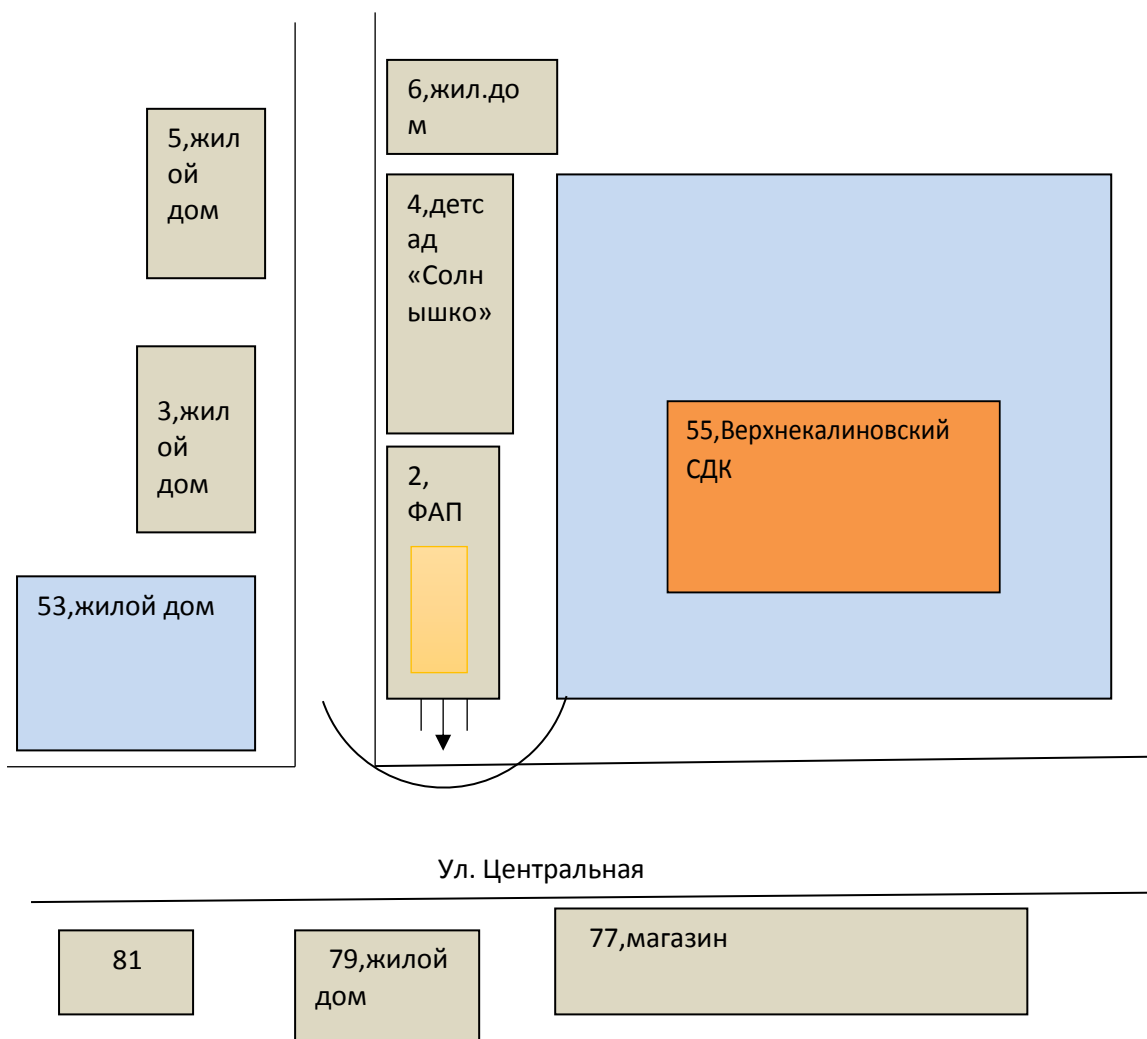 6,жил.до
м
5,жил
ой
дом
4,детс
ад
«Солн
ышко»
3,жил
ой
дом
55,Верхнекалиновский
СДК
2,
ФАП
53,жилой дом
Ул. Центральная
81
79,жилой
дом
77,магазин